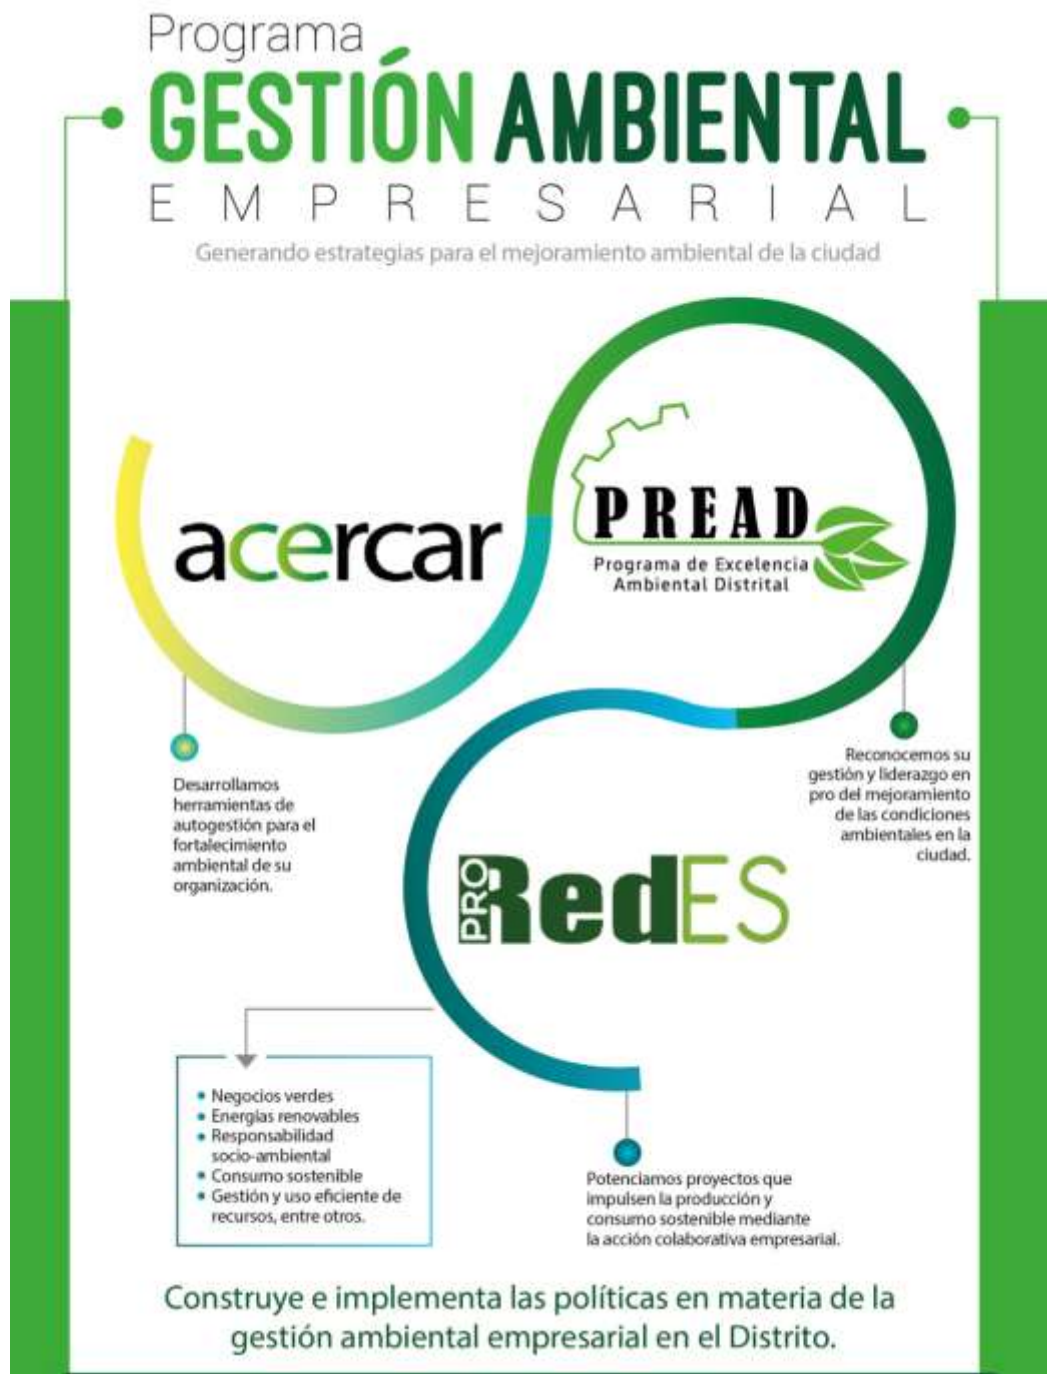 Programa
GESTIÓN AMBIENTAL
EMPRESARIAL
Generando estrategias para el mejoramiento ambiental de la ciudad
acercar
PREAD
Programa de Excelencia
Ambiental Distrital
Desarrollamos
herramientas de
autogestión para el
fortalecimiento
ambiental de su
organización.
Reconocemos su
gestión y liderazgo en
pro del mejoramiento
de las condiciones
ambientales en la
ciudad.
PRO RedES
• Negocios verdes
• Energías renovables
• Responsabilidad
socio-ambiental
• Consumo sostenible
• Gestión y uso eficiente de
recursos, entre otros.
Potenciamos proyectos que
impulsen la producción y
consumo sostenible mediante
la acción colaborativa empresarial.
Construye e implementa las políticas en materia de la
gestión ambiental empresarial en el Distrito.